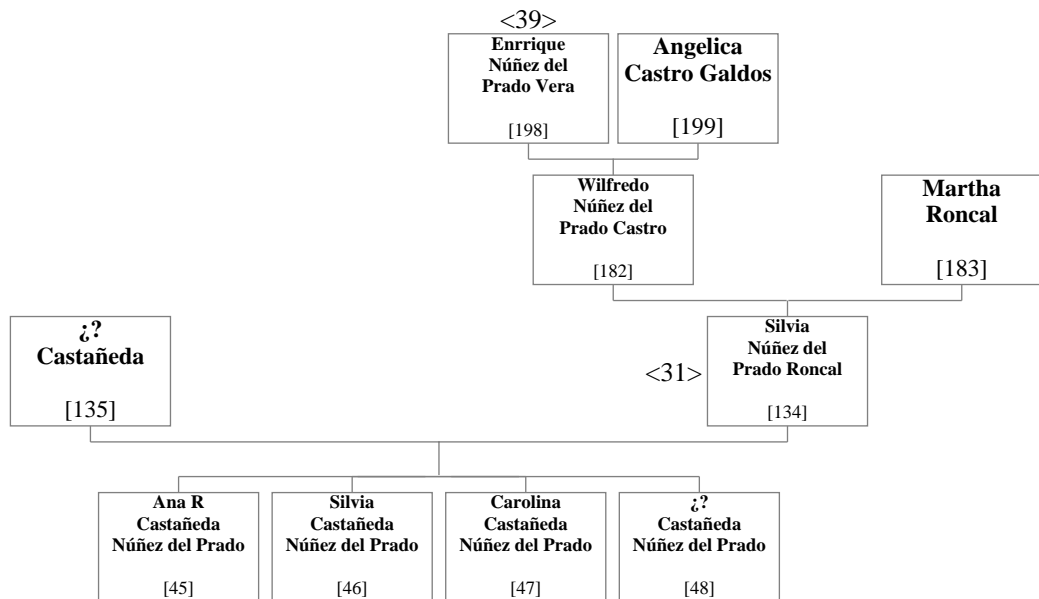 <39>
Enrrique
Núñez del
Prado Vera
[198]
Angelica
Castro Galdos
[199]
Wilfredo
Núñez del
Prado Castro
[182]
Martha
Roncal
[183]
¿?
Castañeda
[135]
<31>
Silvia
Núñez del
Prado Roncal
[134]
Ana R
Castañeda
Núñez del Prado
[45]
Silvia
Castañeda
Núñez del Prado
[46]
Carolina
Castañeda
Núñez del Prado
[47]
¿?
Castañeda
Núñez del Prado
[48]